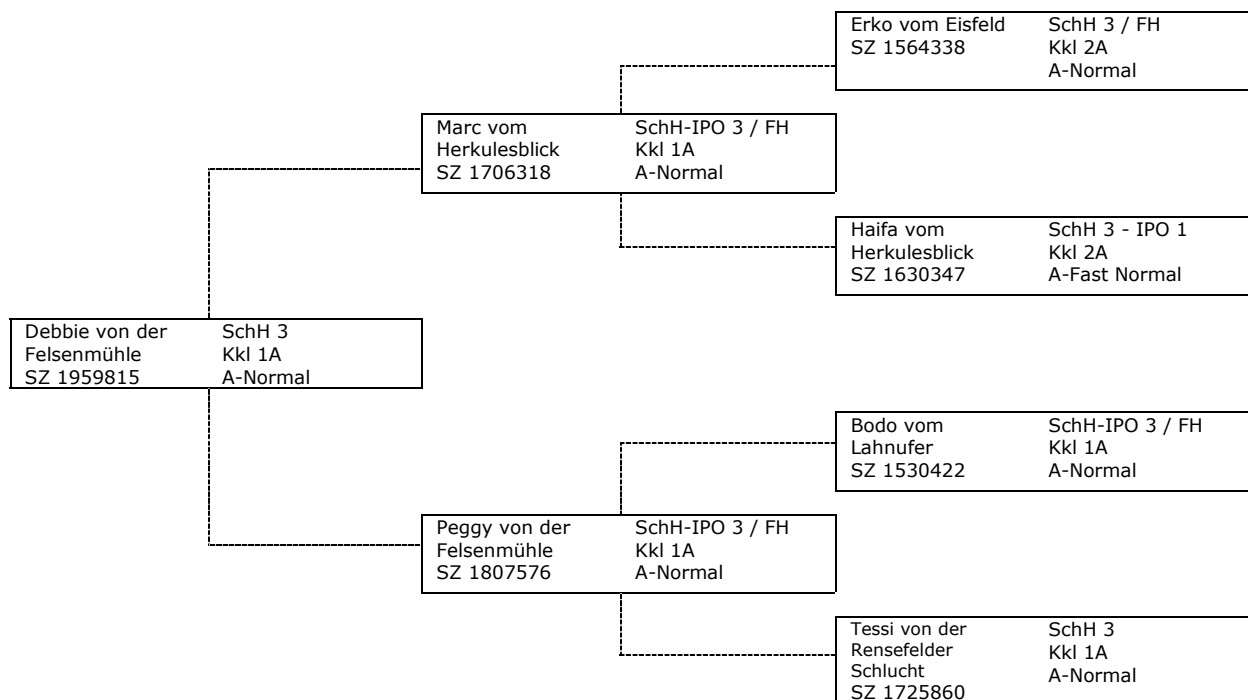 Erko vom Eisfeld SchH 3 / FH
SZ 1564338 Kkl 2A
A-Normal
Marc vom SchH-IPO 3 / FH
Herkulesblick Kkl 1A
SZ 1706318 A-Normal
Haifa vom SchH 3 - IPO 1
Herkulesblick Kkl 2A
SZ 1630347 A-Fast Normal
Debbie von der SchH 3
Felsenmühle Kkl 1A
SZ 1959815 A-Normal
Bodo vom SchH-IPO 3 / FH
Lahnufer Kkl 1A
SZ 1530422 A-Normal
Peggy von der SchH-IPO 3 / FH
Felsenmühle Kkl 1A
SZ 1807576 A-Normal
Tessi von der SchH 3
Rensefelder Kkl 1A
Schlucht A-Normal
SZ 1725860